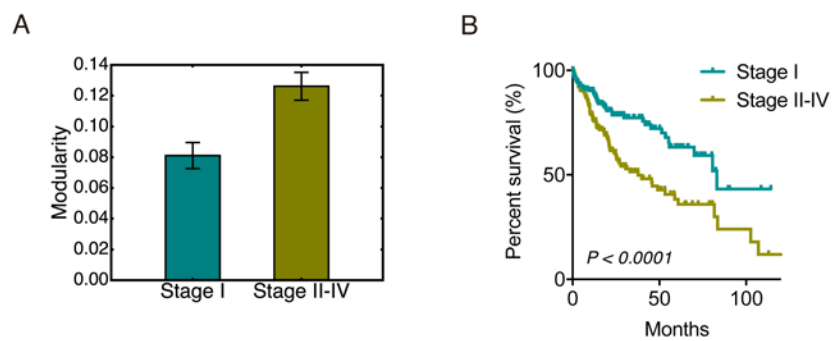 A
Modularity
0.14
0.12
0.10
0.08
0.06
0.04
0.02
0.00
Stage I
Stage II-IV
B
Percent survival (%)
100
50
0
Stage I
Stage II-IV
P < 0.0001
0
50
100
Months